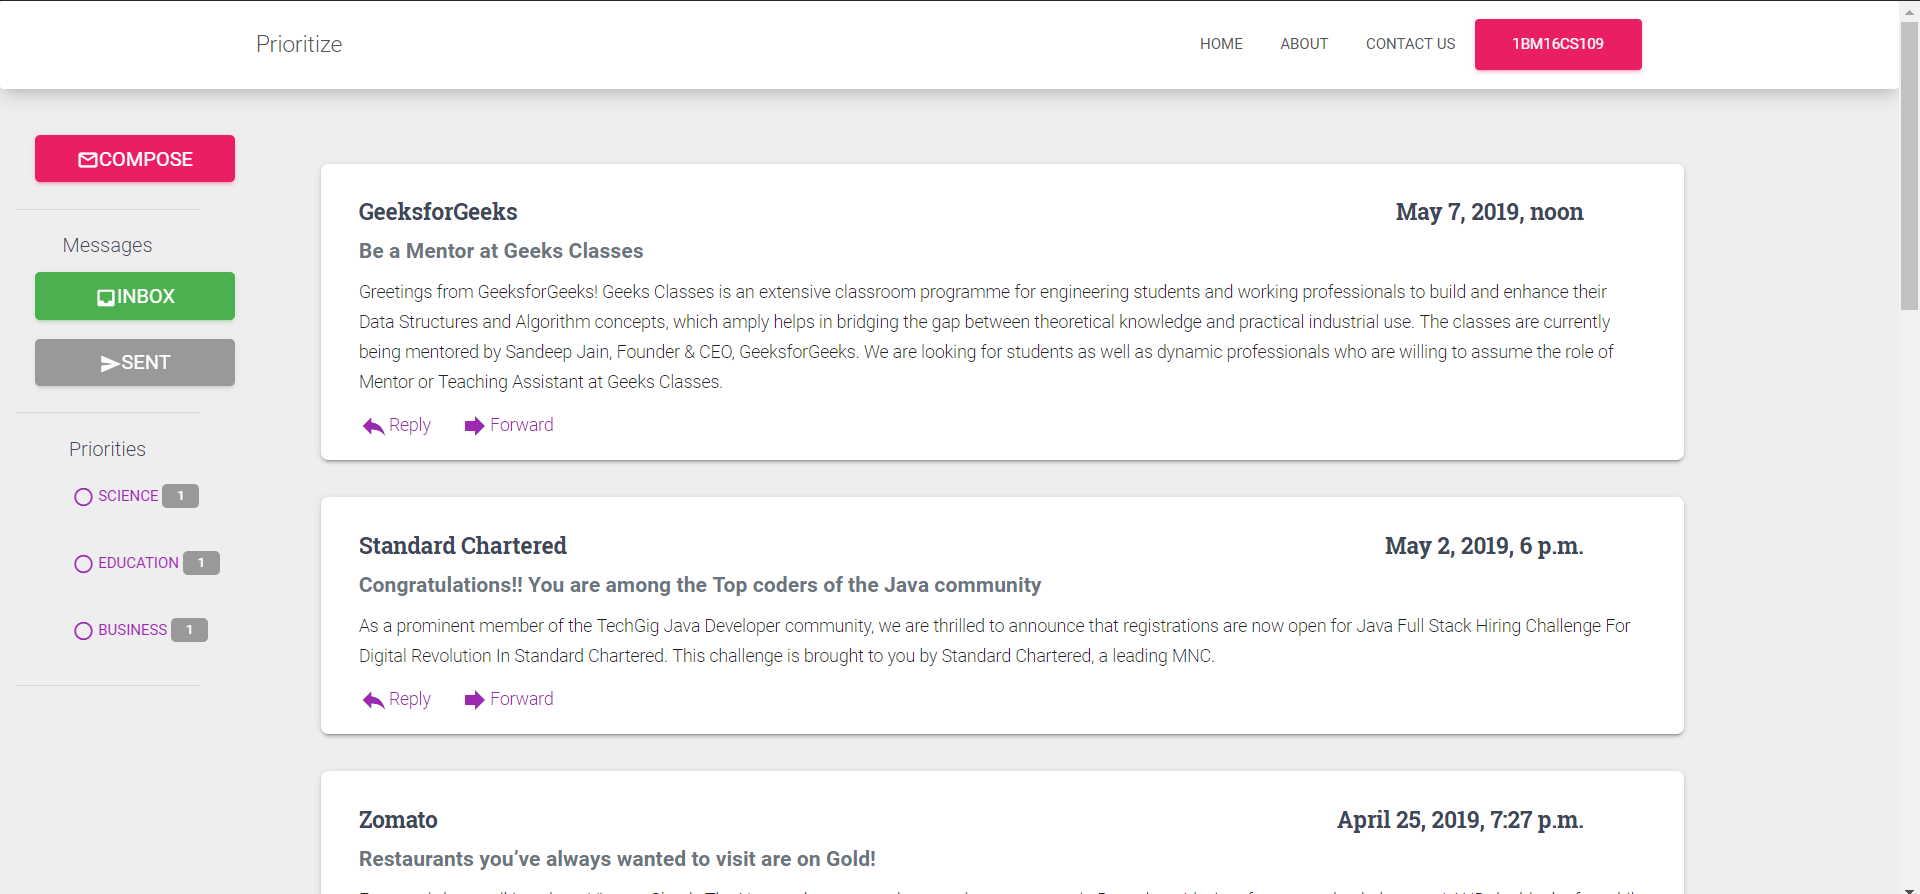 Prioritize
HOME ABOUT CONTACT US 1BM16CS109
COMPOSE
Messages
INBOX
SENT
Priorities
SCIENCE 1
EDUCATION 1
BUSINESS 1
GeeksforGeeks May 7, 2019, noon
Be a Mentor at Geeks Classes
Greetings from GeeksforGeeks! Geeks Classes is an extensive classroom programme for engineering students and working professionals to build and enhance their
Data Structures and Algorithm concepts, which amply helps in bridging the gap between theoretical knowledge and practical industrial use. The classes are currently
being mentored by Sandeep Jain, Founder & CEO, GeeksforGeeks. We are looking for students as well as dynamic professionals who are willing to assume the role of
Mentor or Teaching Assistant at Geeks Classes.
Reply Forward
Standard Chartered May 2, 2019, 6 p.m.
Congratulations!! You are among the Top coders of the Java community
As a prominent member of the TechGig Java Developer community, we are thrilled to announce that registrations are now open for Java Full Stack Hiring Challenge For
Digital Revolution In Standard Chartered. This challenge is brought to you by Standard Chartered, a leading MNC.
Reply Forward
Zomato April 25, 2019, 7:27 p.m.
Restaurants you’ve always wanted to visit are on Gold!